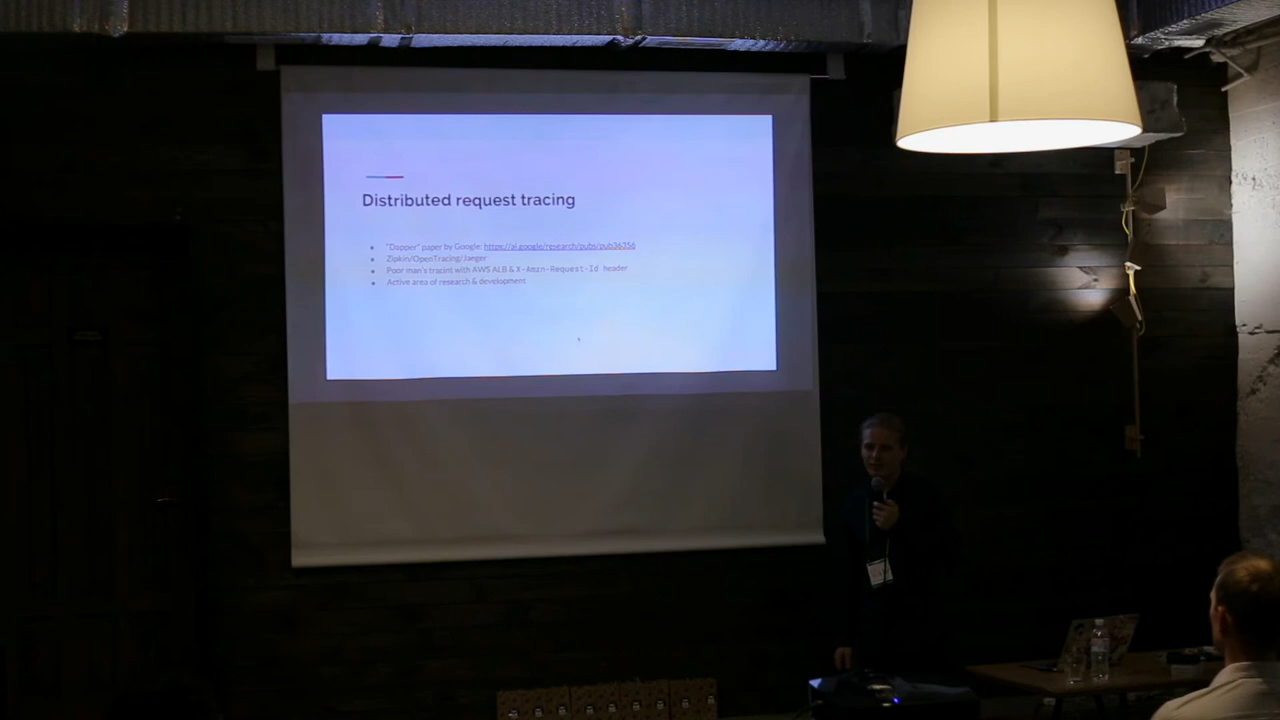 Distributed request tracing
"Dapper" paper by Google: https://ai.google/research/pubs/pub36356
Zipkin/OpenTracing/Jaeger
Poor man's tracint with AWS ALB & X-Amzn-Request-Id header
Active area of research & development